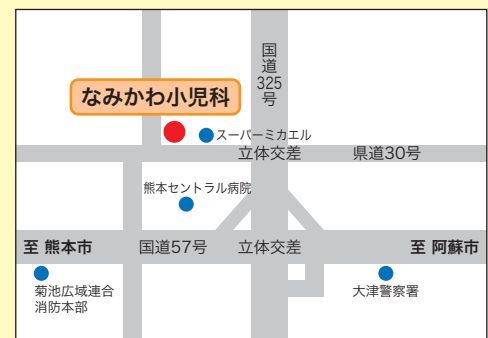 国道325号
なみかわ小児科
スーパーミカエル
立体交差
県道30号
熊本セントラル病院
至 熊本市
国道57号
立体交差
至 阿蘇市
菊池広域連合
消防本部
大津警察署